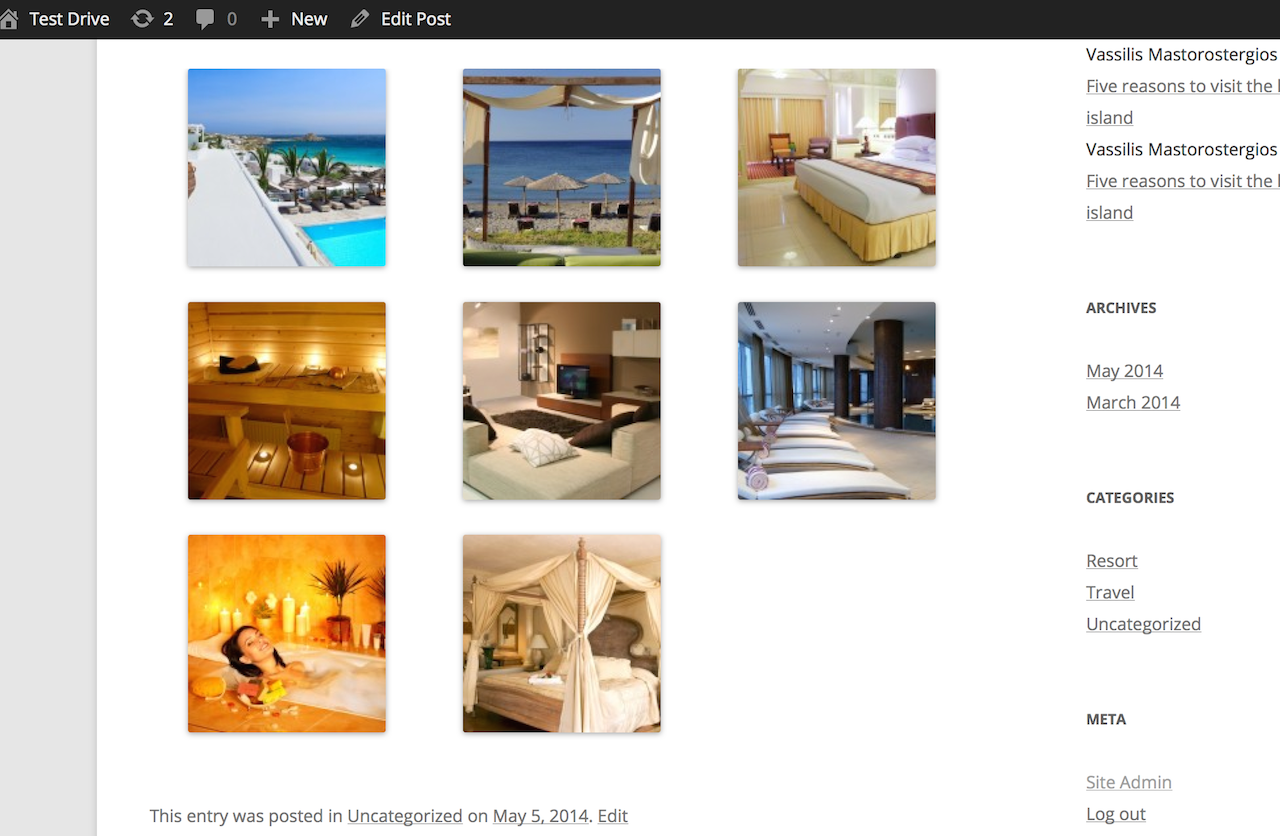 Test Drive 2 0 New Edit Post
Vassilis Mastorostergios
Five reasons to visit the
island
Vassilis Mastorostergios
Five reasons to visit the
island
ARCHIVES
May 2014
March 2014
CATEGORIES
Resort
Travel
Uncategorized
META
Site Admin
Log out
This entry was posted in Uncategorized on May 5, 2014. Edit